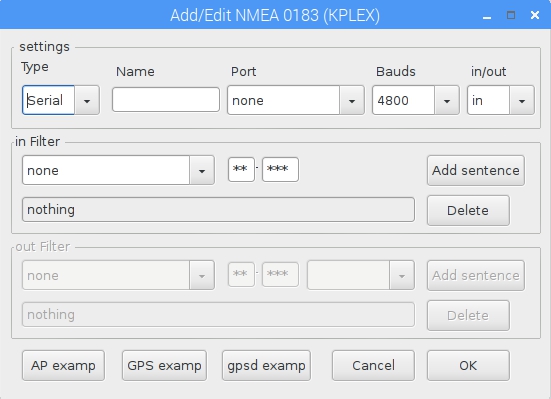 Add/Edit NMEA 0183 (KPLEX)
settings
Type Name Port Bauds in/out
Serial none 4800 in
in Filter
none ** . *** Add sentence
nothing Delete
out Filter
none ** . *** Add sentence
nothing Delete
AP examp GPS examp gpsd examp Cancel OK